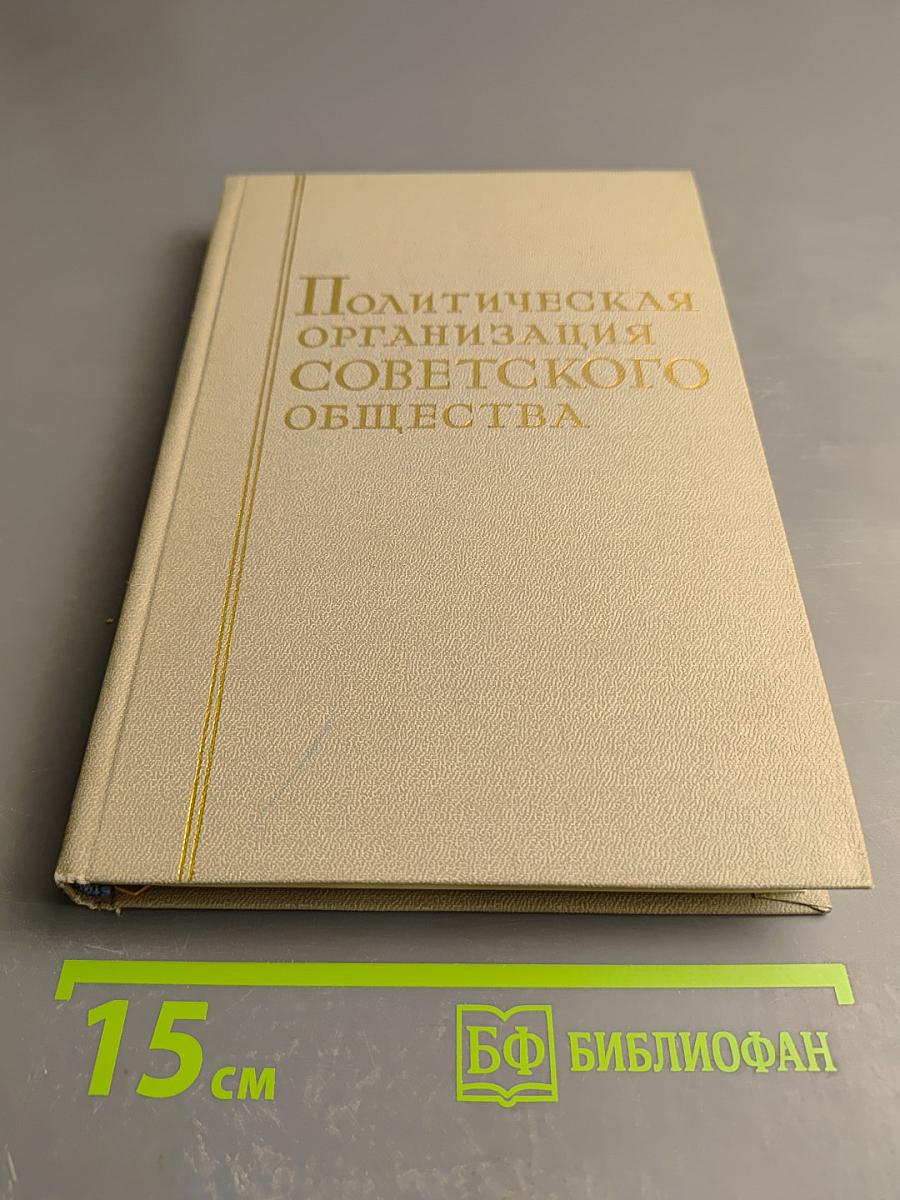 Политическая
организация
СОВЕТСКОГО
общества
15 см
БФ БИБЛИОФАН